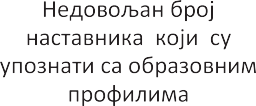 Недовољан број
наставника који су
упознати са образовним
профилима